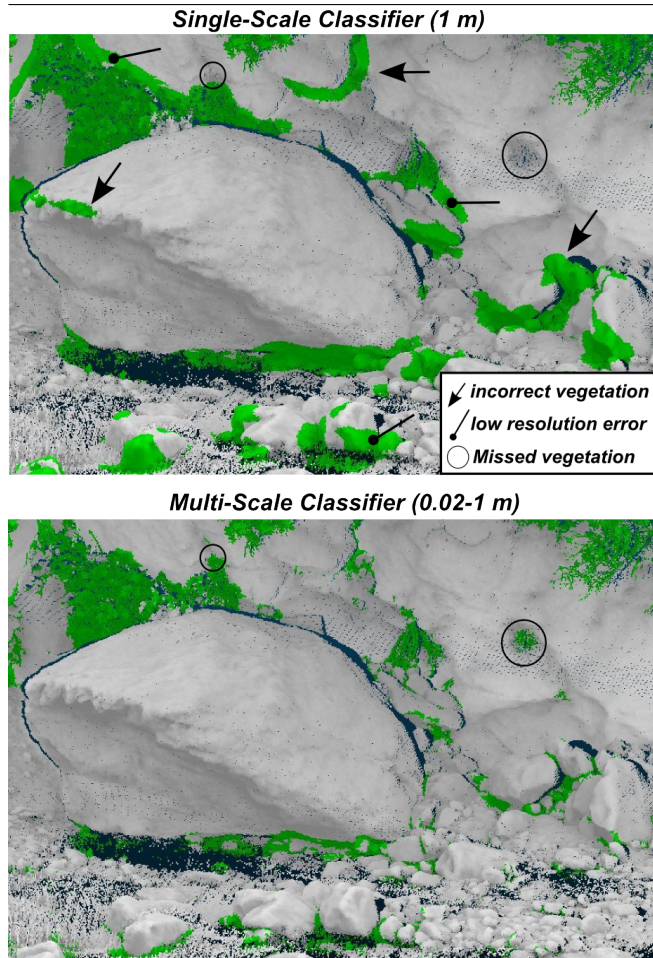 Single-Scale Classifier (1 m)
incorrect vegetation
low resolution error
Missed vegetation
Multi-Scale Classifier (0.02-1 m)